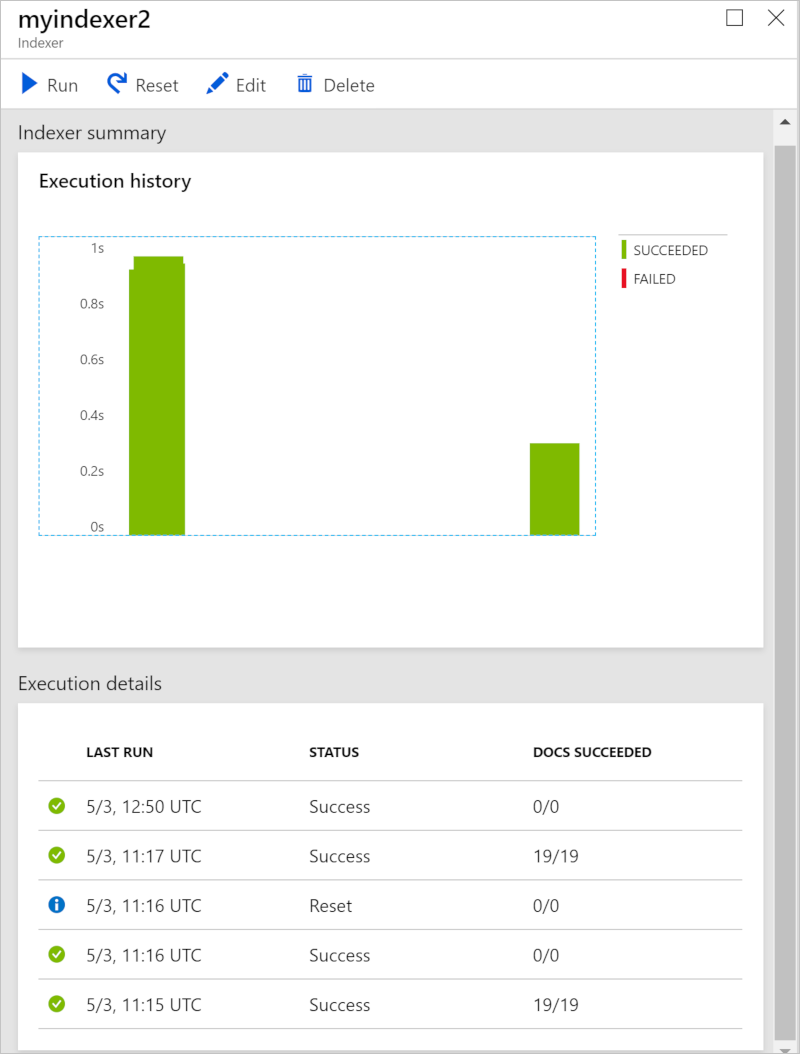 myindexer2
Indexer
Run Reset Edit Delete
Indexer summary
Execution history
1s
0.8s
0.6s
0.4s
0.2s
0s
SUCCEEDED
FAILED
Execution details
LAST RUN STATUS DOCS SUCCEEDED
5/3, 12:50 UTC Success 0/0
5/3, 11:17 UTC Success 19/19
5/3, 11:16 UTC Reset 0/0
5/3, 11:16 UTC Success 0/0
5/3, 11:15 UTC Success 19/19